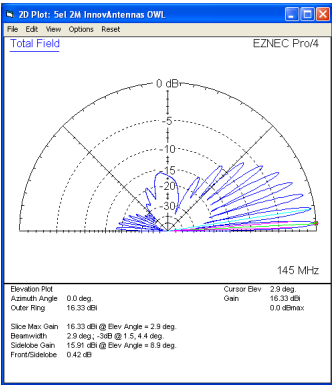 2D Plot: 5el 2M InnovAntennas OWL
File Edit View Options Reset
Total Field
EZNEC Pro/4
0 dB
-5
-10
-15
-20
-30
145 MHz
Elevation Plot
Azimuth Angle 0.0 deg.
Outer Ring 16.33 dBi
Cursor Elev 2.9 deg.
Gain 16.33 dBi
0.0 dBmax
Slice Max Gain 16.33 dBi @ Elev Angle = 2.9 deg.
Beamwidth 2.9 deg.; -3dB @ 1.5, 4.4 deg.
Sidelobe Gain 15.91 dBi @ Elev Angle = 8.9 deg.
Front/Sidelobe 0.42 dB